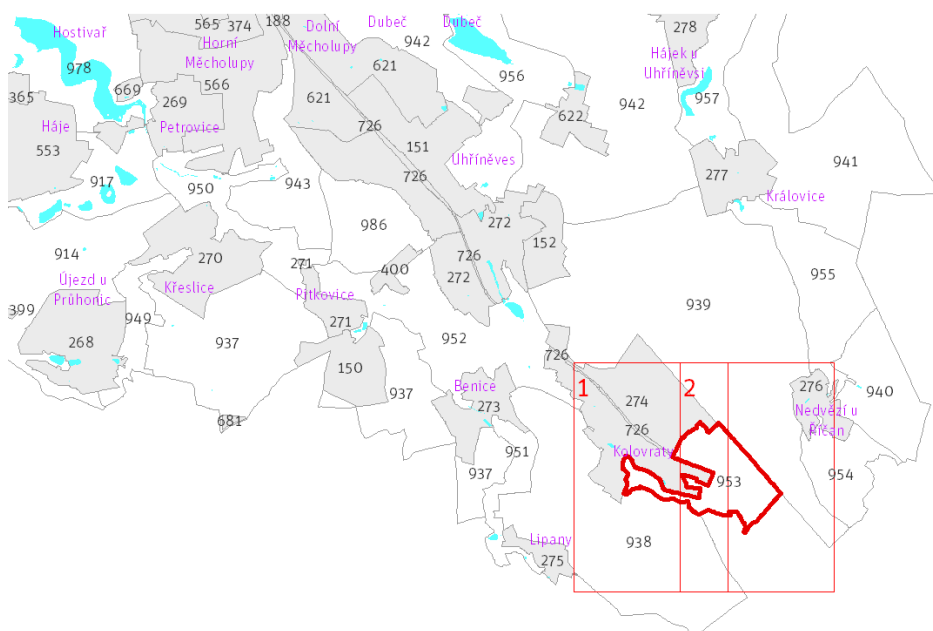 565
374
188
Dolní
Měcholupy
Dubeč
Dubeč
278
Hostivař
Horní
Měcholupy
942
Hájek u
Uhříněvsi
978
621
956
566
669
365
269
621
942
957
622
Háje
Petrovice
726
553
151
Uhříněves
941
917
726
277
950
943
Královice
986
272
152
914
270
271
726
400
272
955
Újezd u
Průhonic
Křeslice
Pitkovice
399
949
271
939
268
937
952
726
150
Benice
1
2
276
940
937
273
274
Nedvězí u
Říčan
681
726
951
Kolovraty
937
953
954
Lipany
938
275